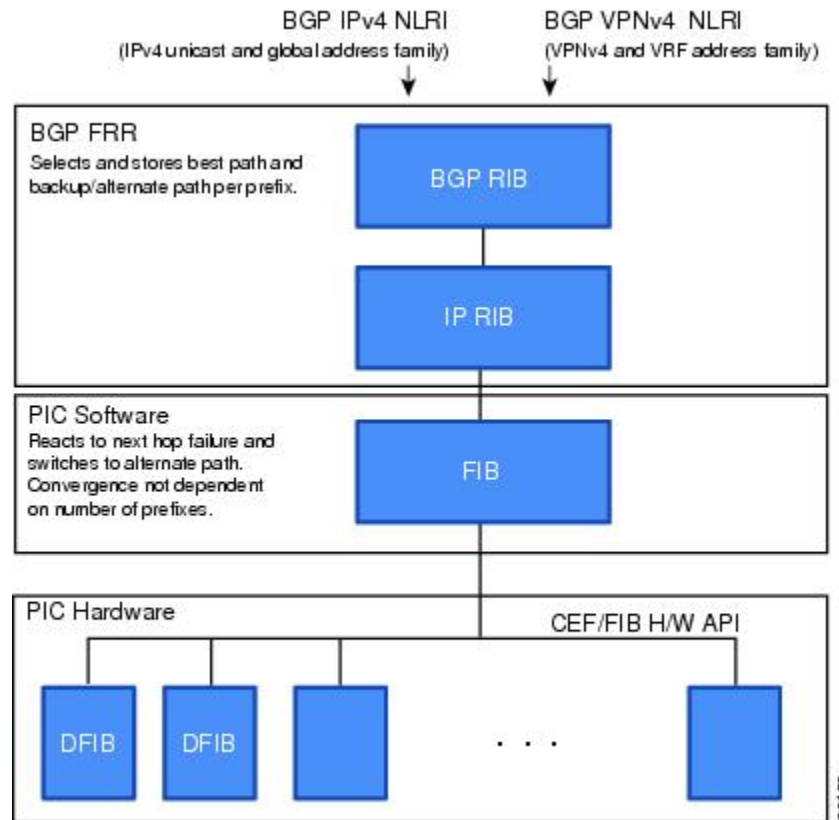 BGP IPv4 NLRI
(IPv4 unicast and global address family)
BGP VPNv4 NLRI
(VPNv4 and VRF address family)
BGP FRR
Selects and stores best path and
backup/alternate path per prefix.
BGP RIB
IP RIB
PIC Software
Reacts to next hop failure and
switches to alternate path.
Convergence not dependent
on number of prefixes.
FIB
PIC Hardware
CEF/FIB H/W API
DFIB
DFIB
. . .